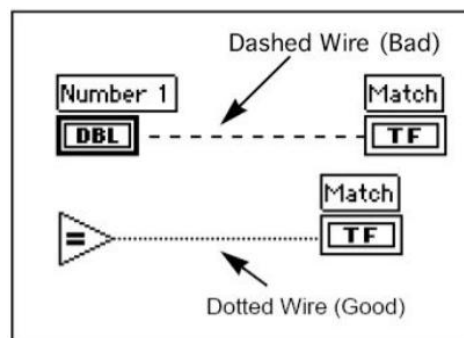 Dashed Wire (Bad)
Number 1
Match
DBL
TF
Match
=
TF
Dotted Wire (Good)